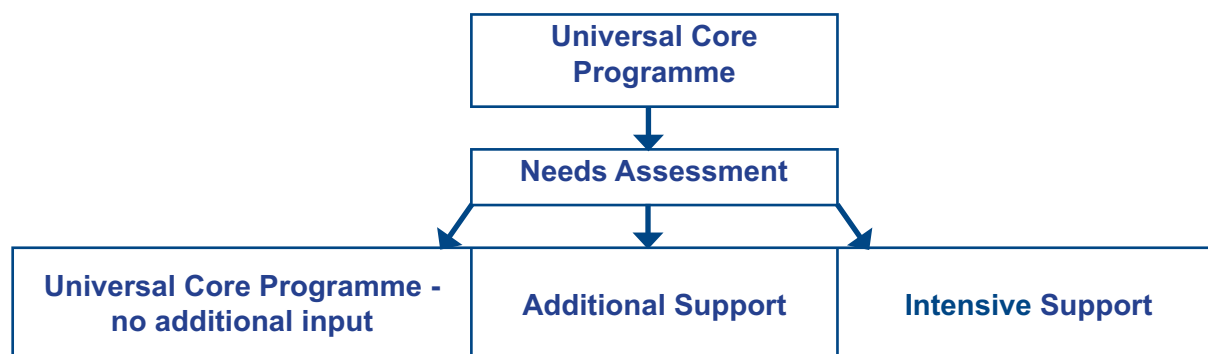 Universal Core
Programme
Needs Assessment
Universal Core Programme -
no additional input
Additional Support
Intensive Support